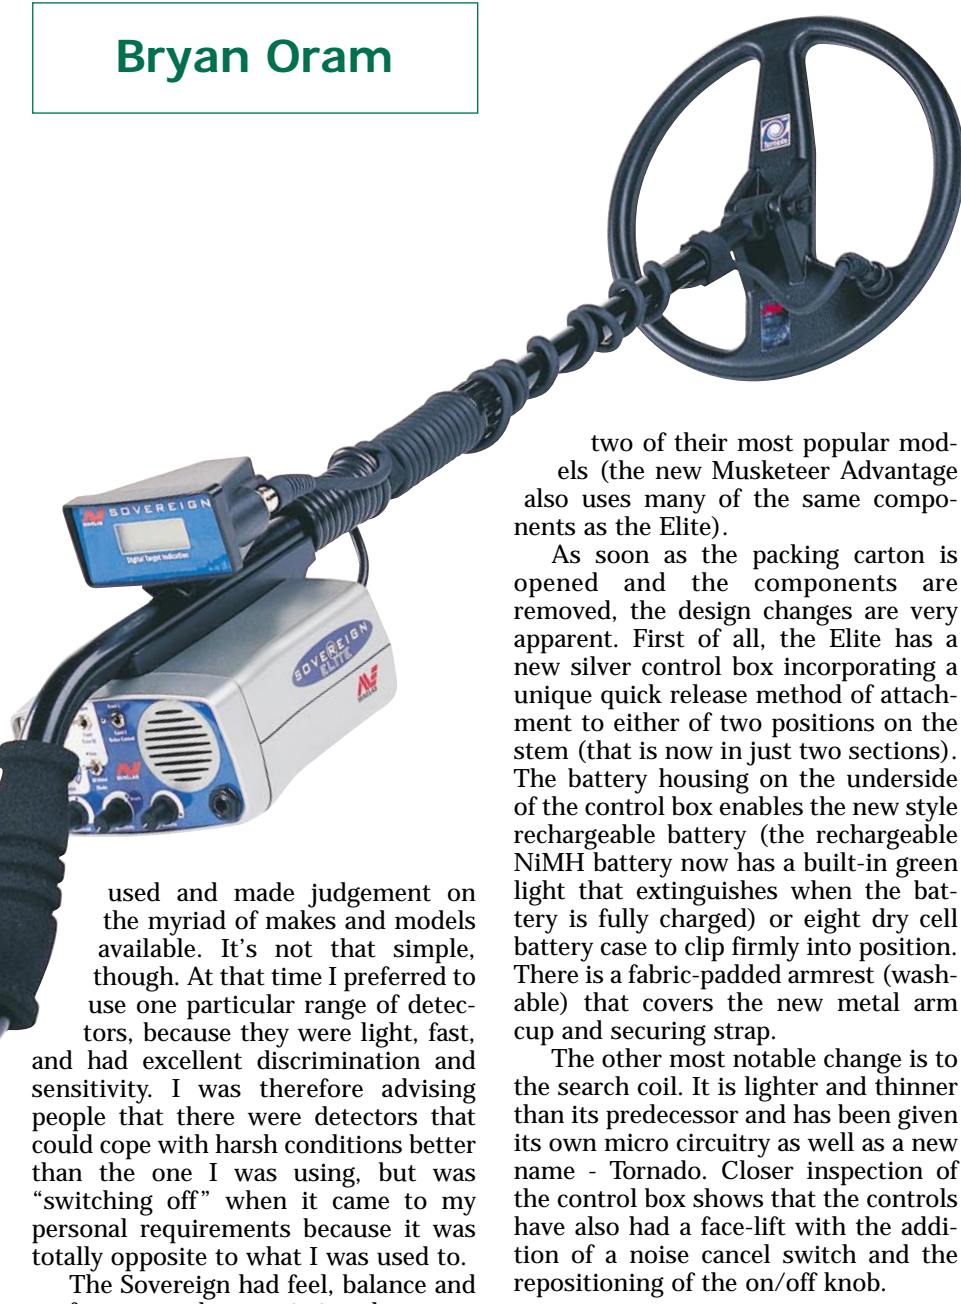 Bryan Oram
Tornado
SOVEREIGN
MINELAB
Digital Target Indication
SOVEREIGN
ELITE
MINELAB
MINELAB
used and made judgement on
the myriad of makes and models
available. It's not that simple,
though. At that time I preferred to
use one particular range of detec-
tors, because they were light, fast,
and had excellent discrimination and
sensitivity. I was therefore advising
people that there were detectors that
could cope with harsh conditions better
than the one I was using, but was
“switching off” when it came to my
personal requirements because it was
totally opposite to what I was used to.
The Sovereign had feel, balance and
two of their most popular mod-
els (the new Musketeer Advantage
also uses many of the same compo-
nents as the Elite).
As soon as the packing carton is
opened and the components are
removed, the design changes are very
apparent. First of all, the Elite has a
new silver control box incorporating a
unique quick release method of attach-
ment to either of two positions on the
stem (that is now in just two sections).
The battery housing on the underside
of the control box enables the new style
rechargeable battery (the rechargeable
NiMH battery now has a built-in green
light that extinguishes when the bat-
tery is fully charged) or eight dry cell
battery case to clip firmly into position.
There is a fabric-padded armrest (wash-
able) that covers the new metal arm
cup and securing strap.
The other most notable change is to
the search coil. It is lighter and thinner
than its predecessor and has been given
its own micro circuitry as well as a new
name - Tornado. Closer inspection of
the control box shows that the controls
have also had a face-lift with the addi-
tion of a noise cancel switch and the
repositioning of the on/off knob.